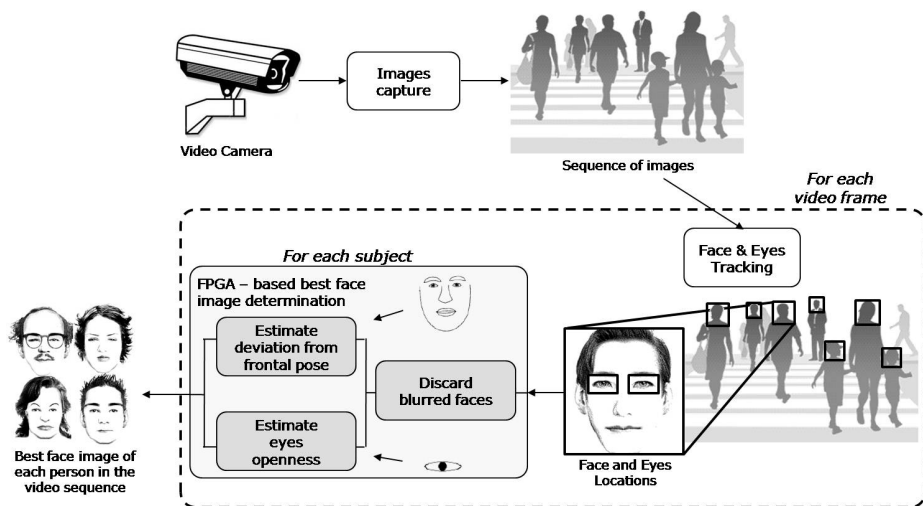 Images
capture
Video Camera
Sequence of images
For each
video frame
Face & Eyes
Tracking
For each subject
FPGA – based best face
image determination
Estimate
deviation from
frontal pose
Discard
blurred faces
Estimate
eyes
openness
Face and Eyes
Locations
Best face image of
each person in the
video sequence